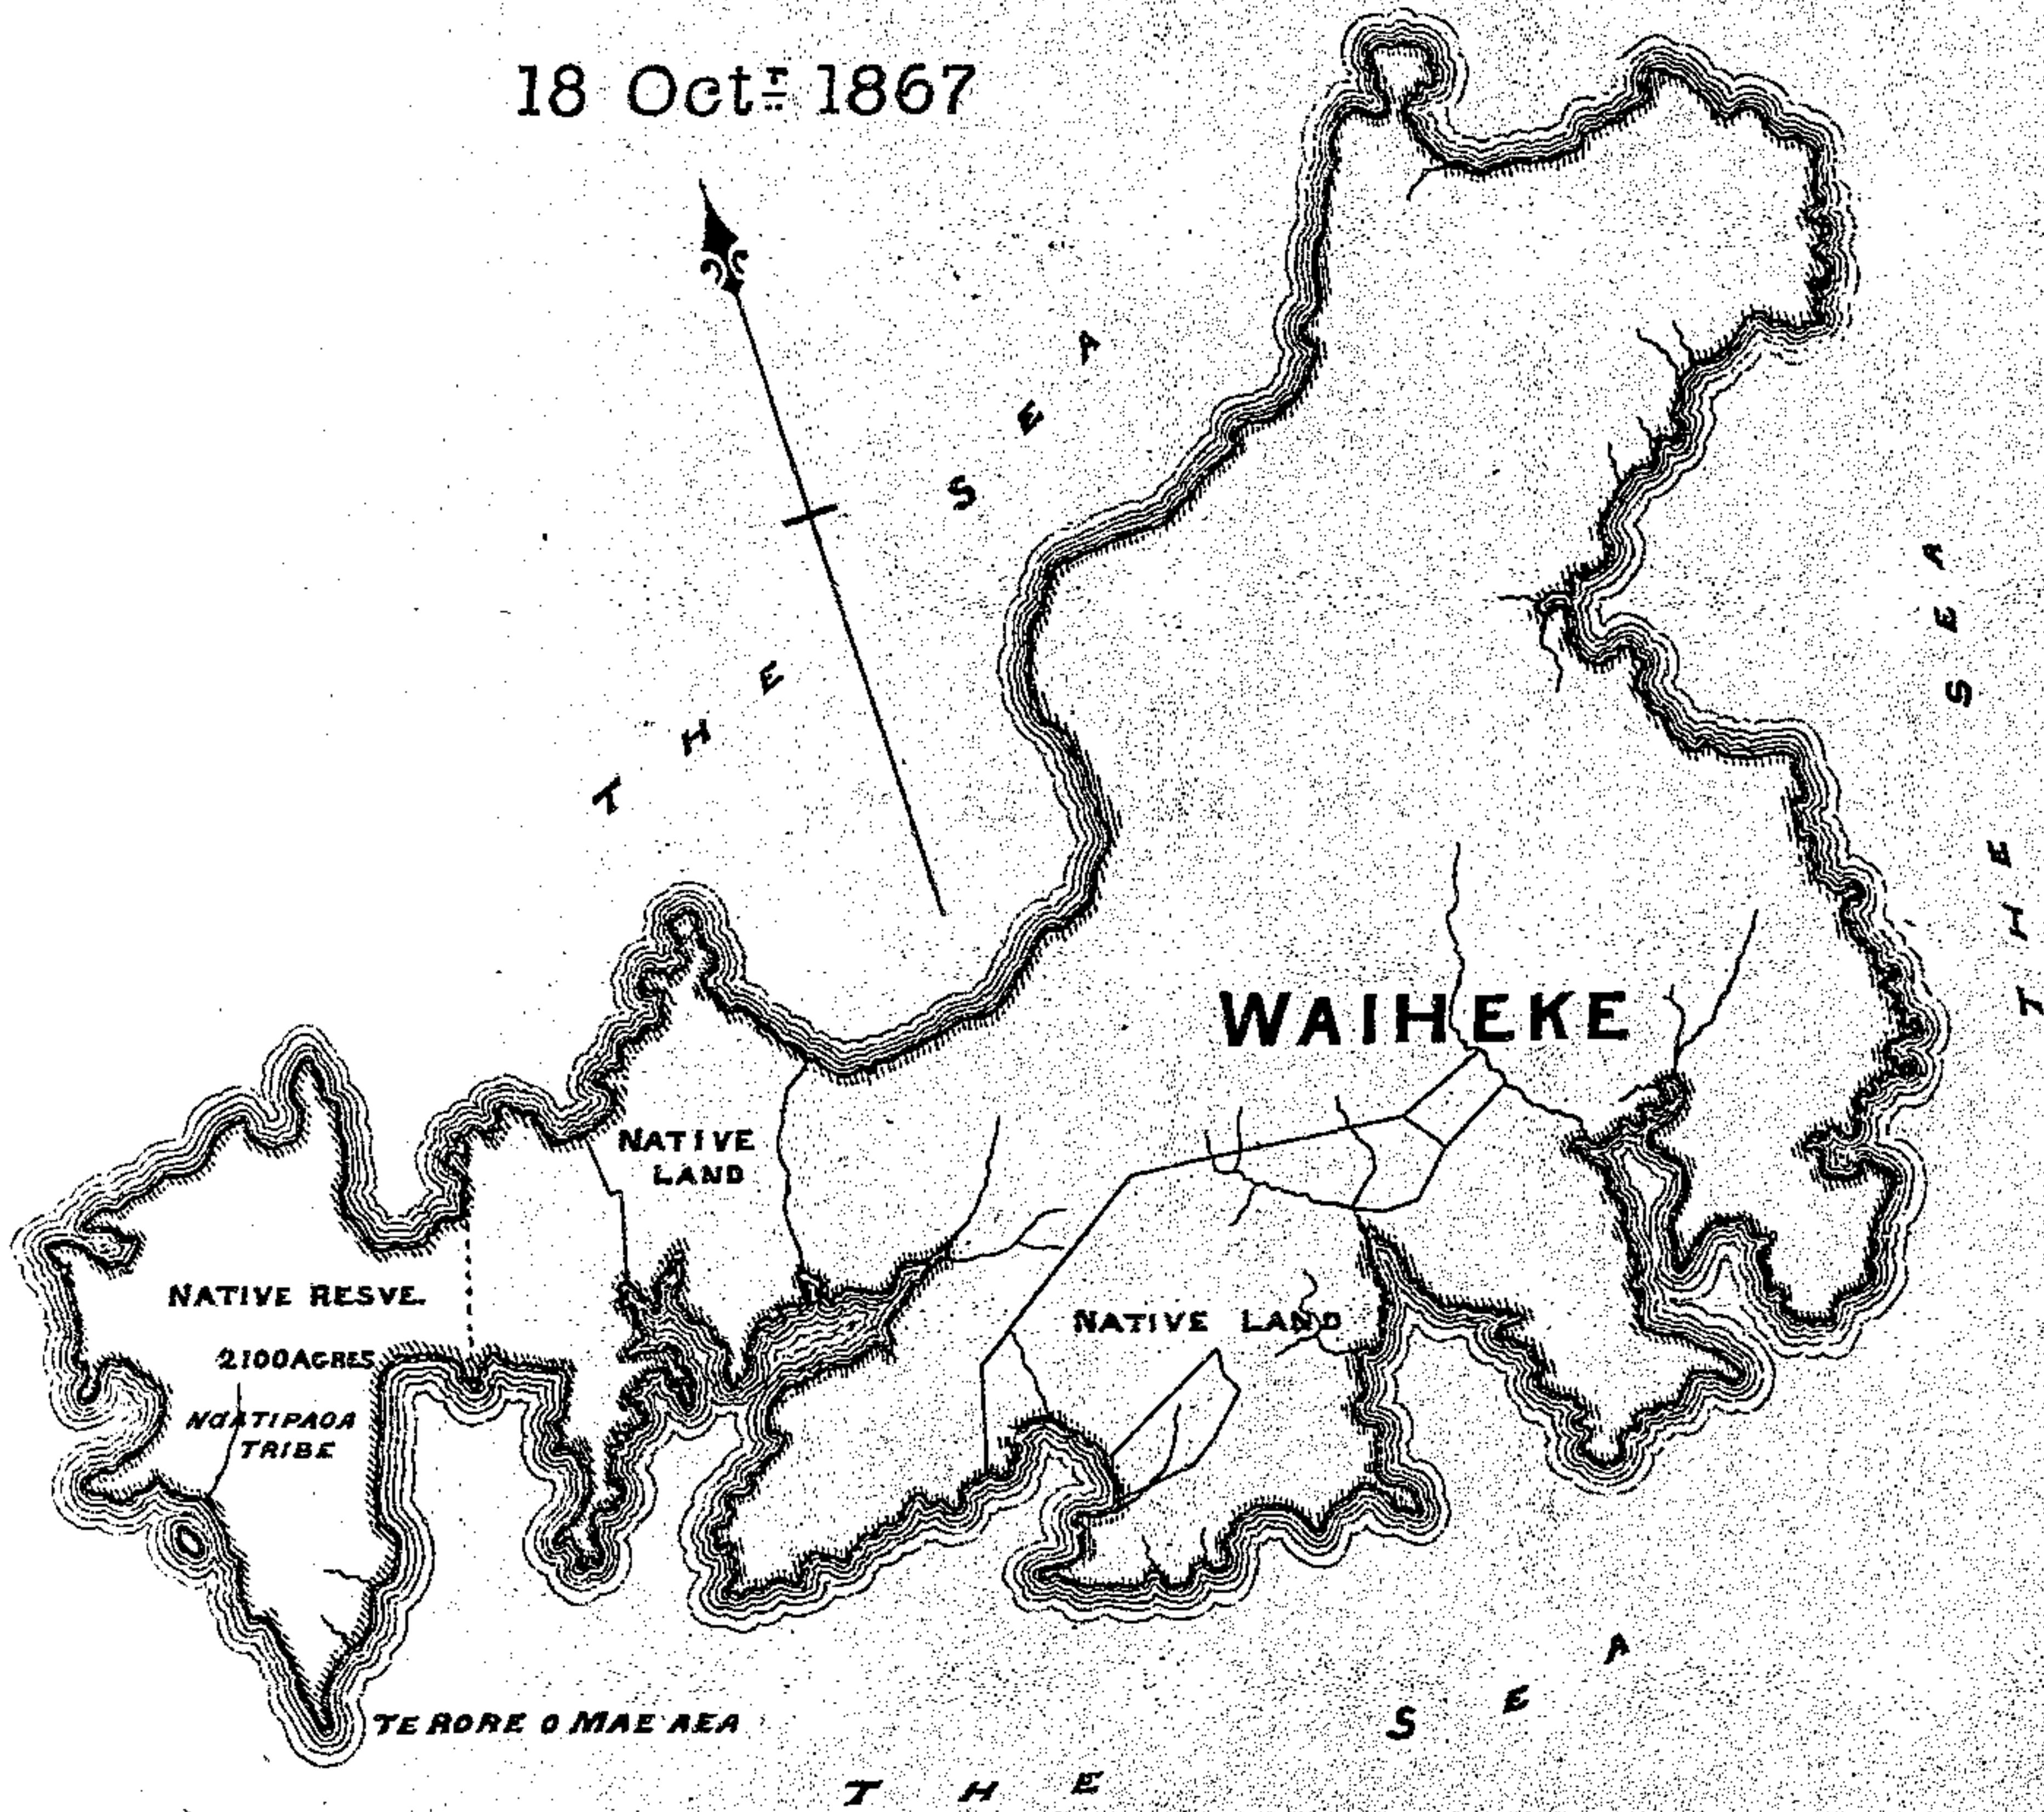 18 Octr 1867
THE SEA
THE SEA
WAIHEKE
NATIVE
LAND
NATIVE RESVE.
NATIVE LAND
2100 ACRES
NGATIPAOA
TRIBE
TE RORE O MAE AEA
THE SEA